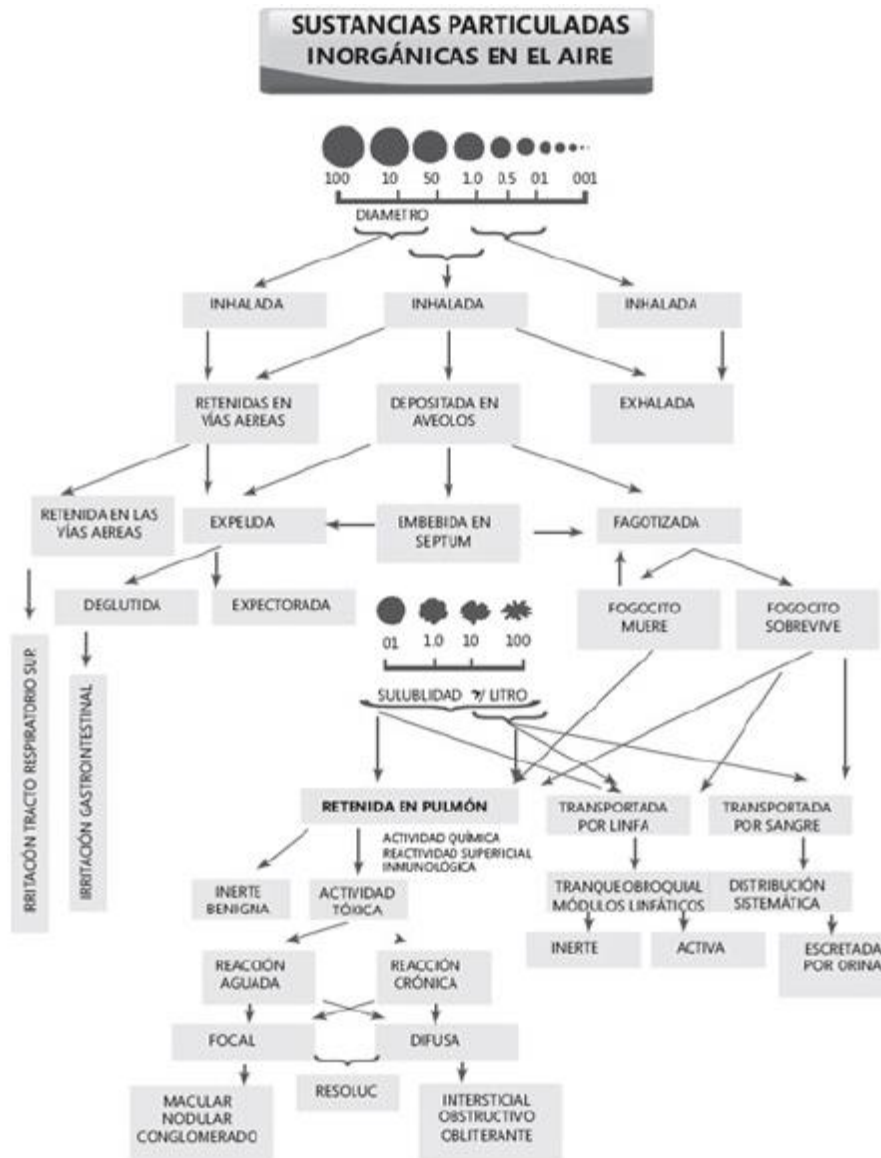 SUSTANCIAS PARTICULADAS
INORGÁNICAS EN EL AIRE
100 10 50 1.0 0.5 01 001
DIAMETRO
INHALADA
INHALADA
INHALADA
RETENIDAS EN
VÍAS AEREAS
DEPOSITADA EN
AVEOLOS
EXHALADA
RETENIDA EN LAS
VÍAS AEREAS
EXPELIDA
EMBEBIDA EN
SEPTUM
FAGOTIZADA
DEGLUTIDA
EXPECTORADA
FOGOCITO
MUERE
FOGOCITO
SOBREVIVE
01 1.0 10 100
SULUBLIDAD / LITRO
IRRITACIÓN TRACTO RESPIRATORIO SUP.
IRRITACIÓN GASTROINTESTINAL
RETENIDA EN PULMÓN
TRANSPORTADA
POR LINFA
TRANSPORTADA
POR SANGRE
ACTIVIDAD QUÍMICA
REACTIVIDAD SUPERFICIAL
INMUNOLÓGICA
INERTE
BENIGNA
ACTIVIDAD
TÓXICA
TRANQUEOBROQUIAL
MÓDULOS LINFÁTICOS
DISTRIBUCIÓN
SISTEMÁTICA
INERTE
ACTIVA
ESCRETADA
POR ORINA
REACCIÓN
AGUADA
REACCIÓN
CRÓNICA
FOCAL
DIFUSA
RESOLUC
MACULAR
NODULAR
CONGLOMERADO
INTERSTICIAL
OBSTRUCTIVO
OBLITERANTE